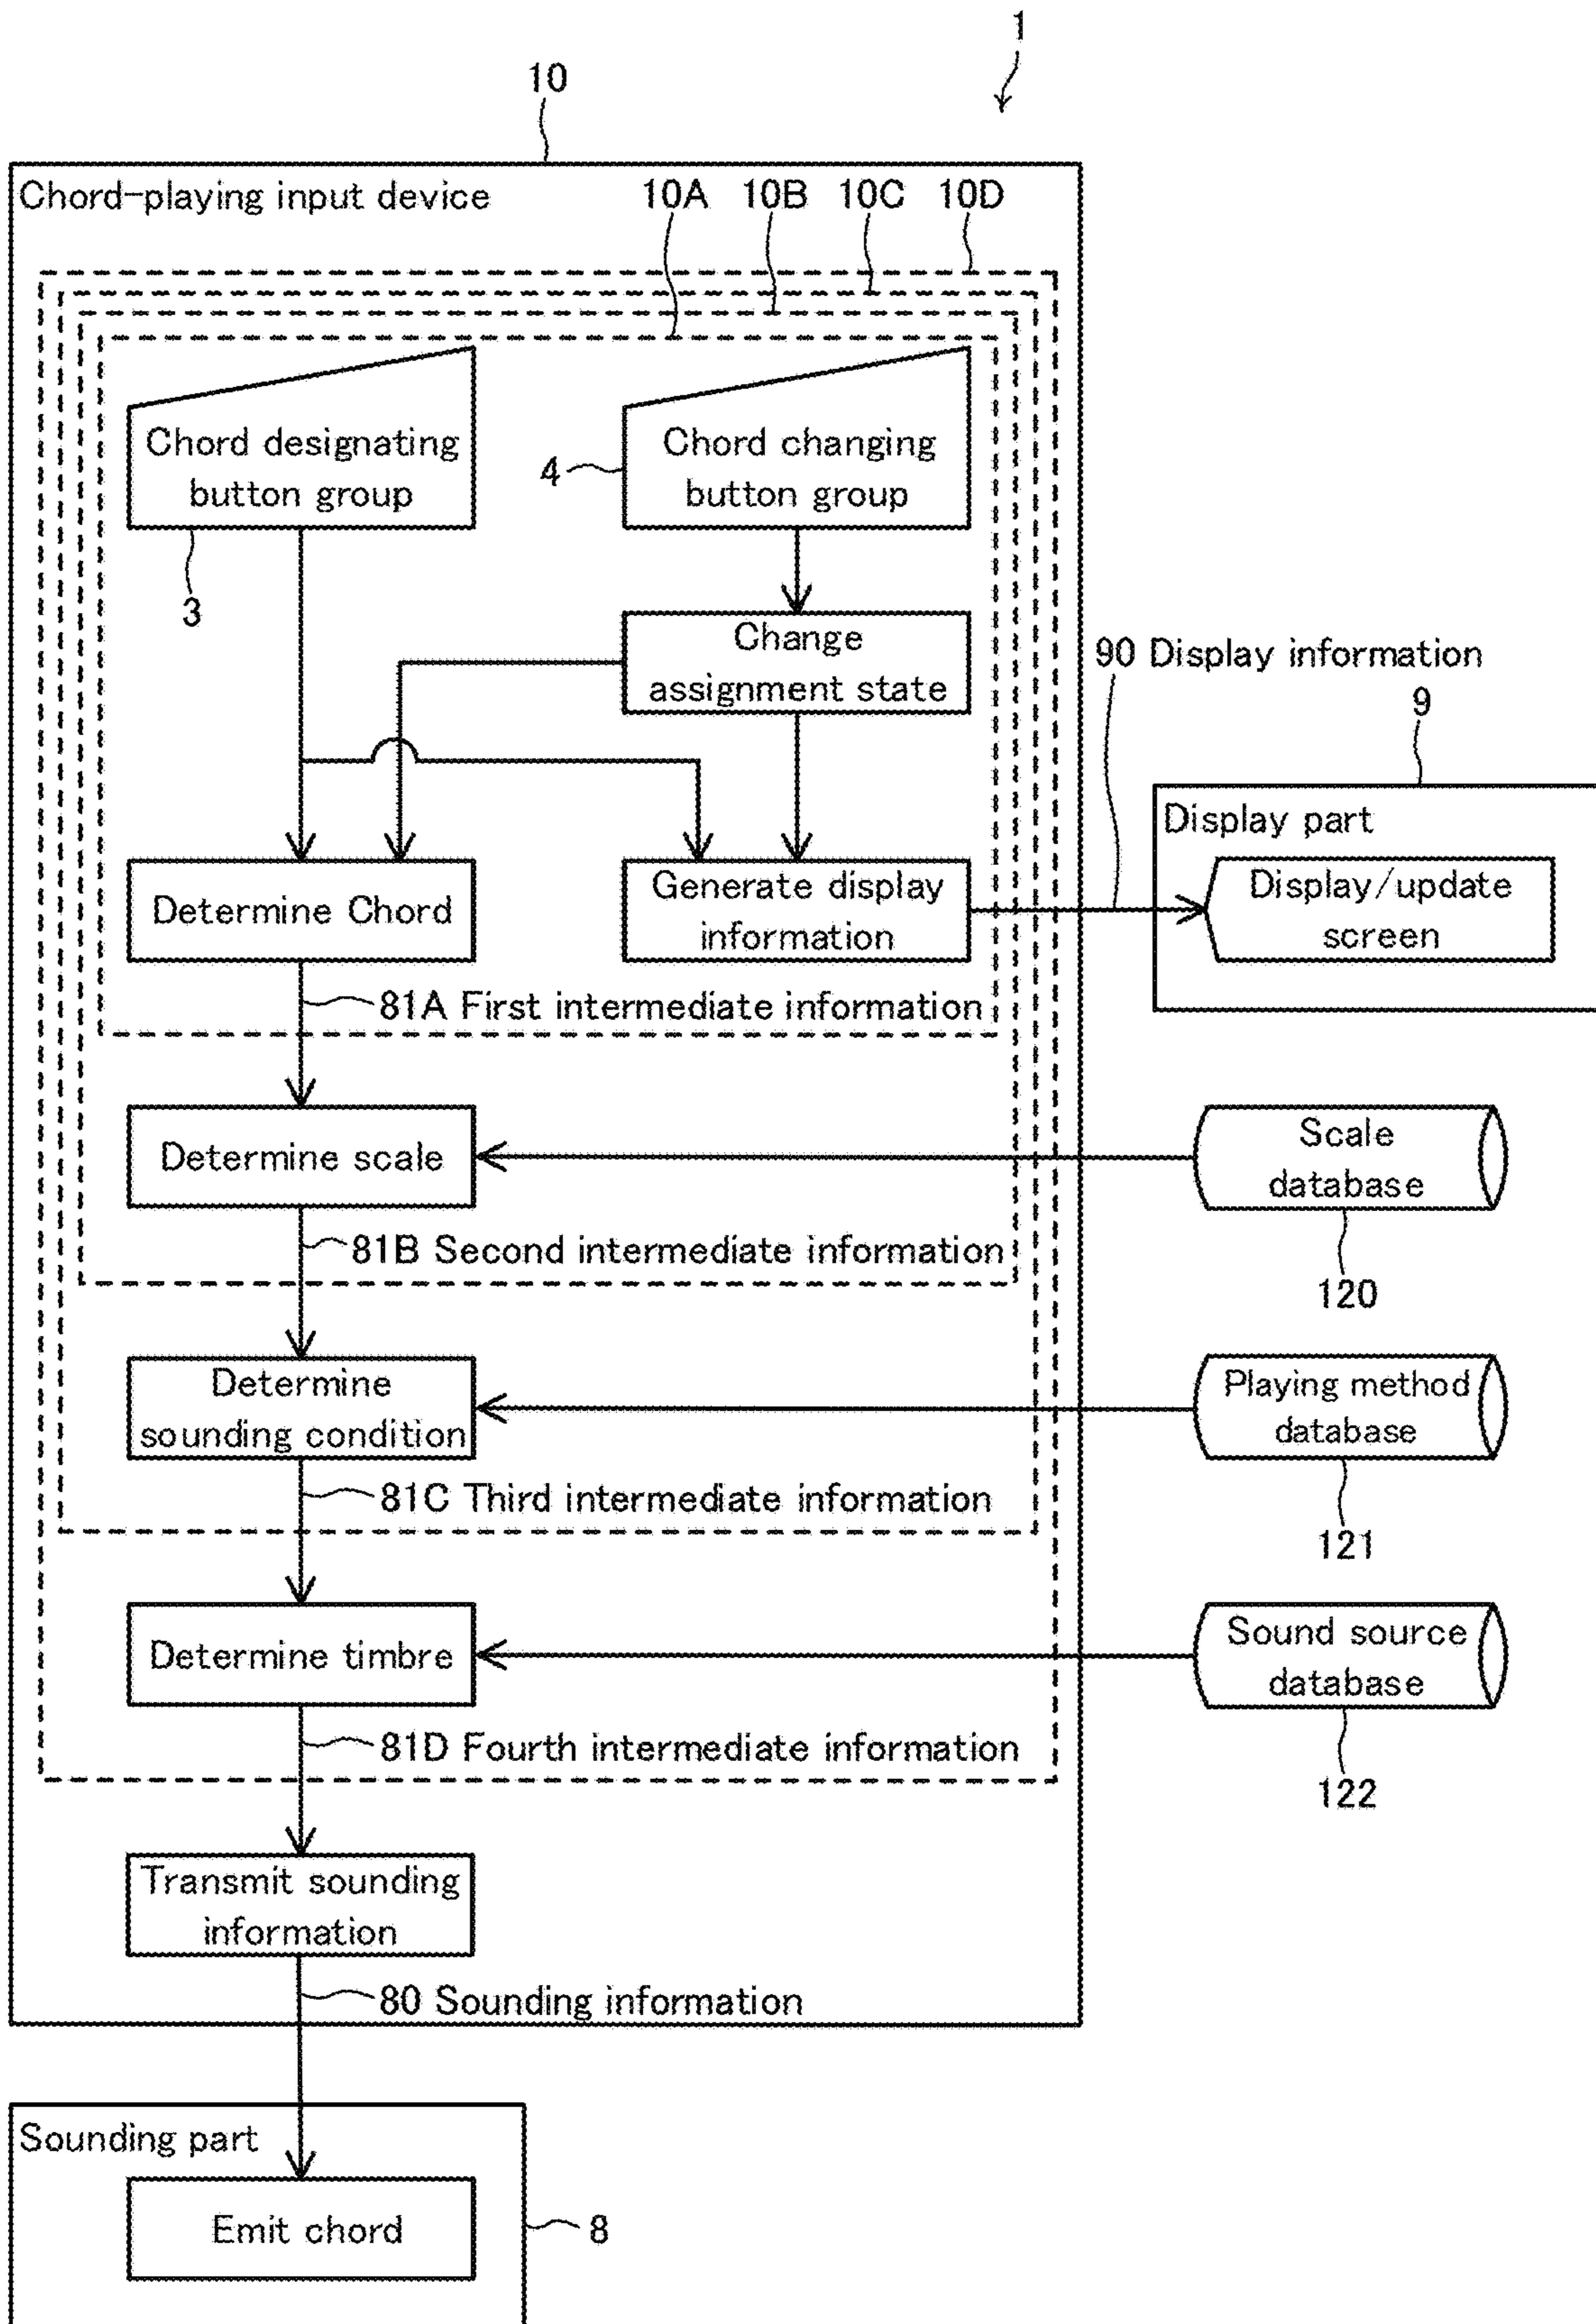 1
10
Chord-playing input device
10A 10B 10C 10D
Chord designating
button group
3
4
Chord changing
button group
Change
assignment state
90 Display information
9
Display part
Display/update
screen
Determine Chord
Generate display
information
81A First intermediate information
Determine scale
Scale
database
120
81B Second intermediate information
Determine
sounding condition
Playing method
database
121
81C Third intermediate information
Determine timbre
Sound source
database
122
81D Fourth intermediate information
Transmit sounding
information
80 Sounding information
Sounding part
Emit chord
8